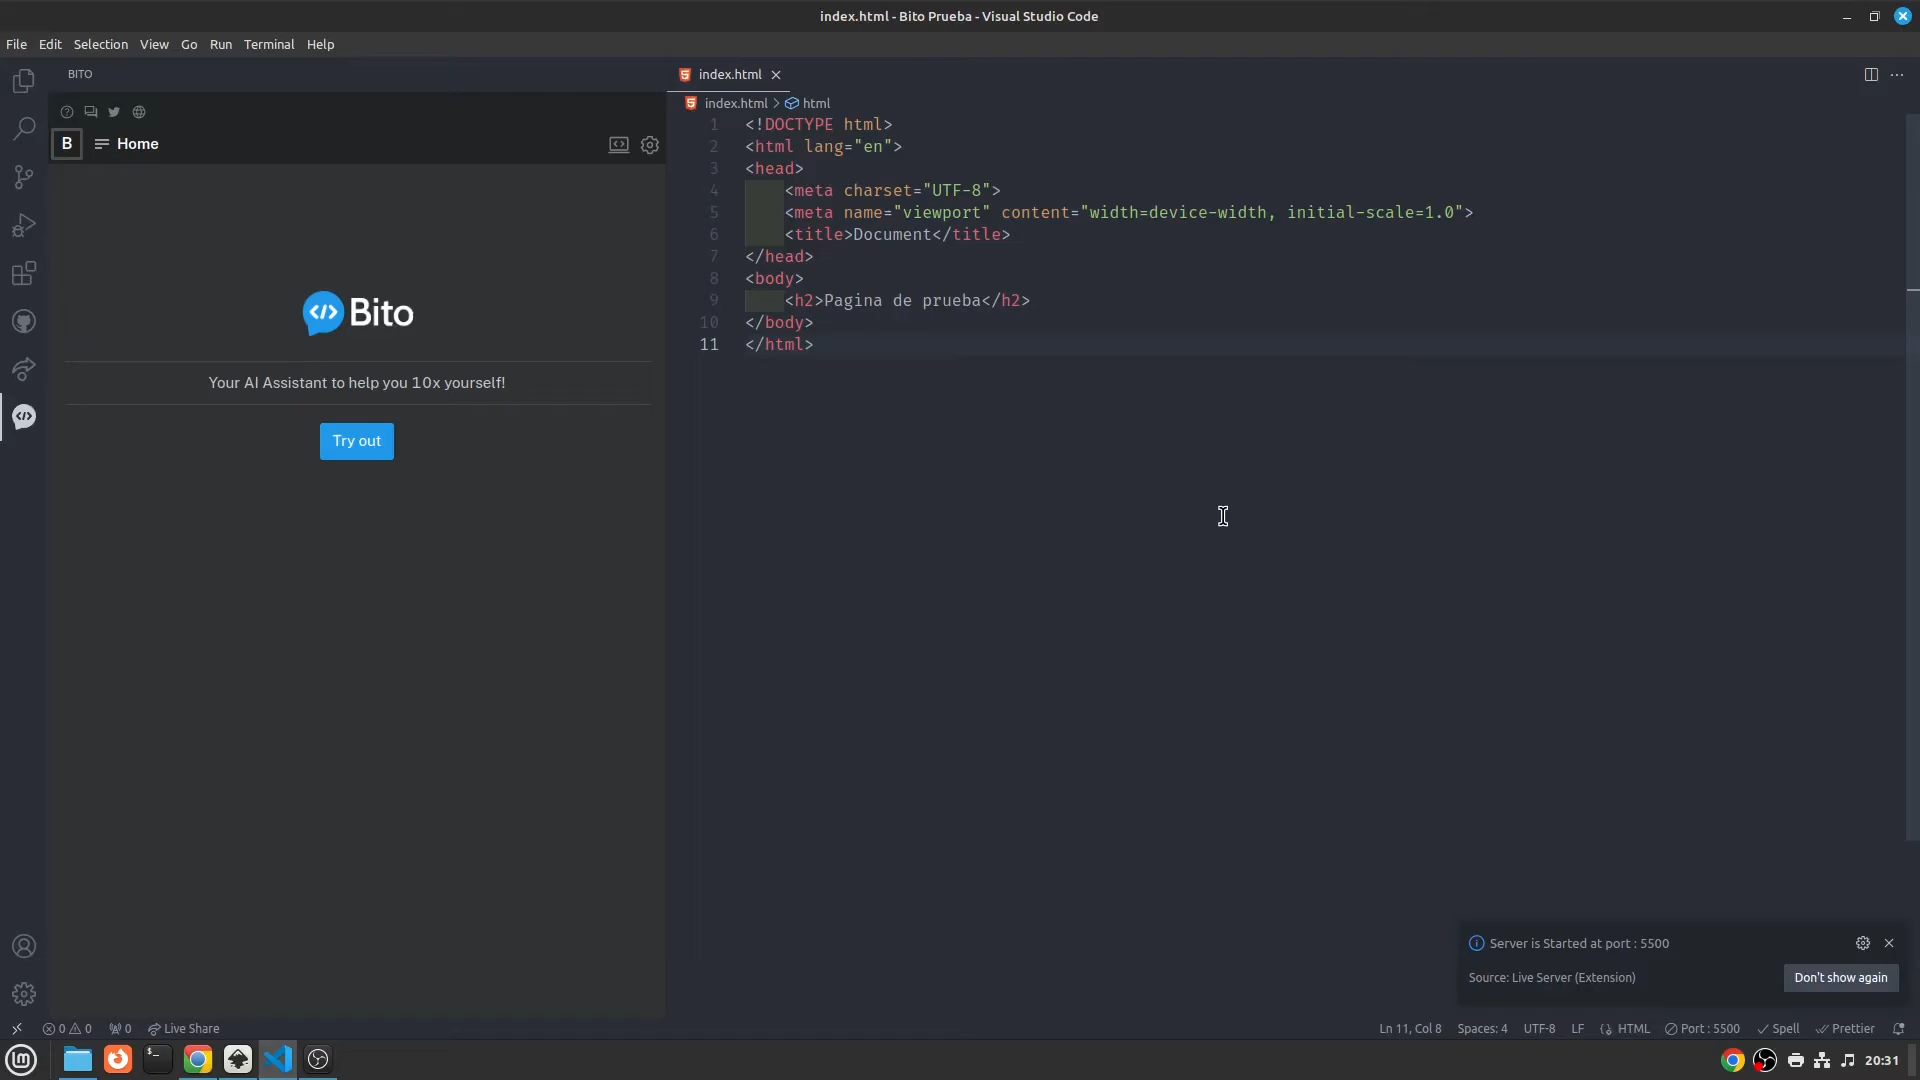 index.html - Bito Prueba - Visual Studio Code
File Edit Selection View Go Run Terminal Help
BITO
index.html
index.html > html
B Home
1 <!DOCTYPE html>
2 <html lang="en">
3 <head>
4 <meta charset="UTF-8">
5 <meta name="viewport" content="width=device-width, initial-scale=1.0">
6 <title>Document</title>
7 </head>
8 <body>
9 <h2>Pagina de prueba</h2>
10 </body>
11 </html>
Bito
Your AI Assistant to help you 10x yourself!
Try out
Server is Started at port : 5500
Source: Live Server (Extension)
Don't show again
0 0 0 Live Share Ln 11, Col 8 Spaces: 4 UTF-8 LF HTML Port : 5500 Spell Prettier
20:31